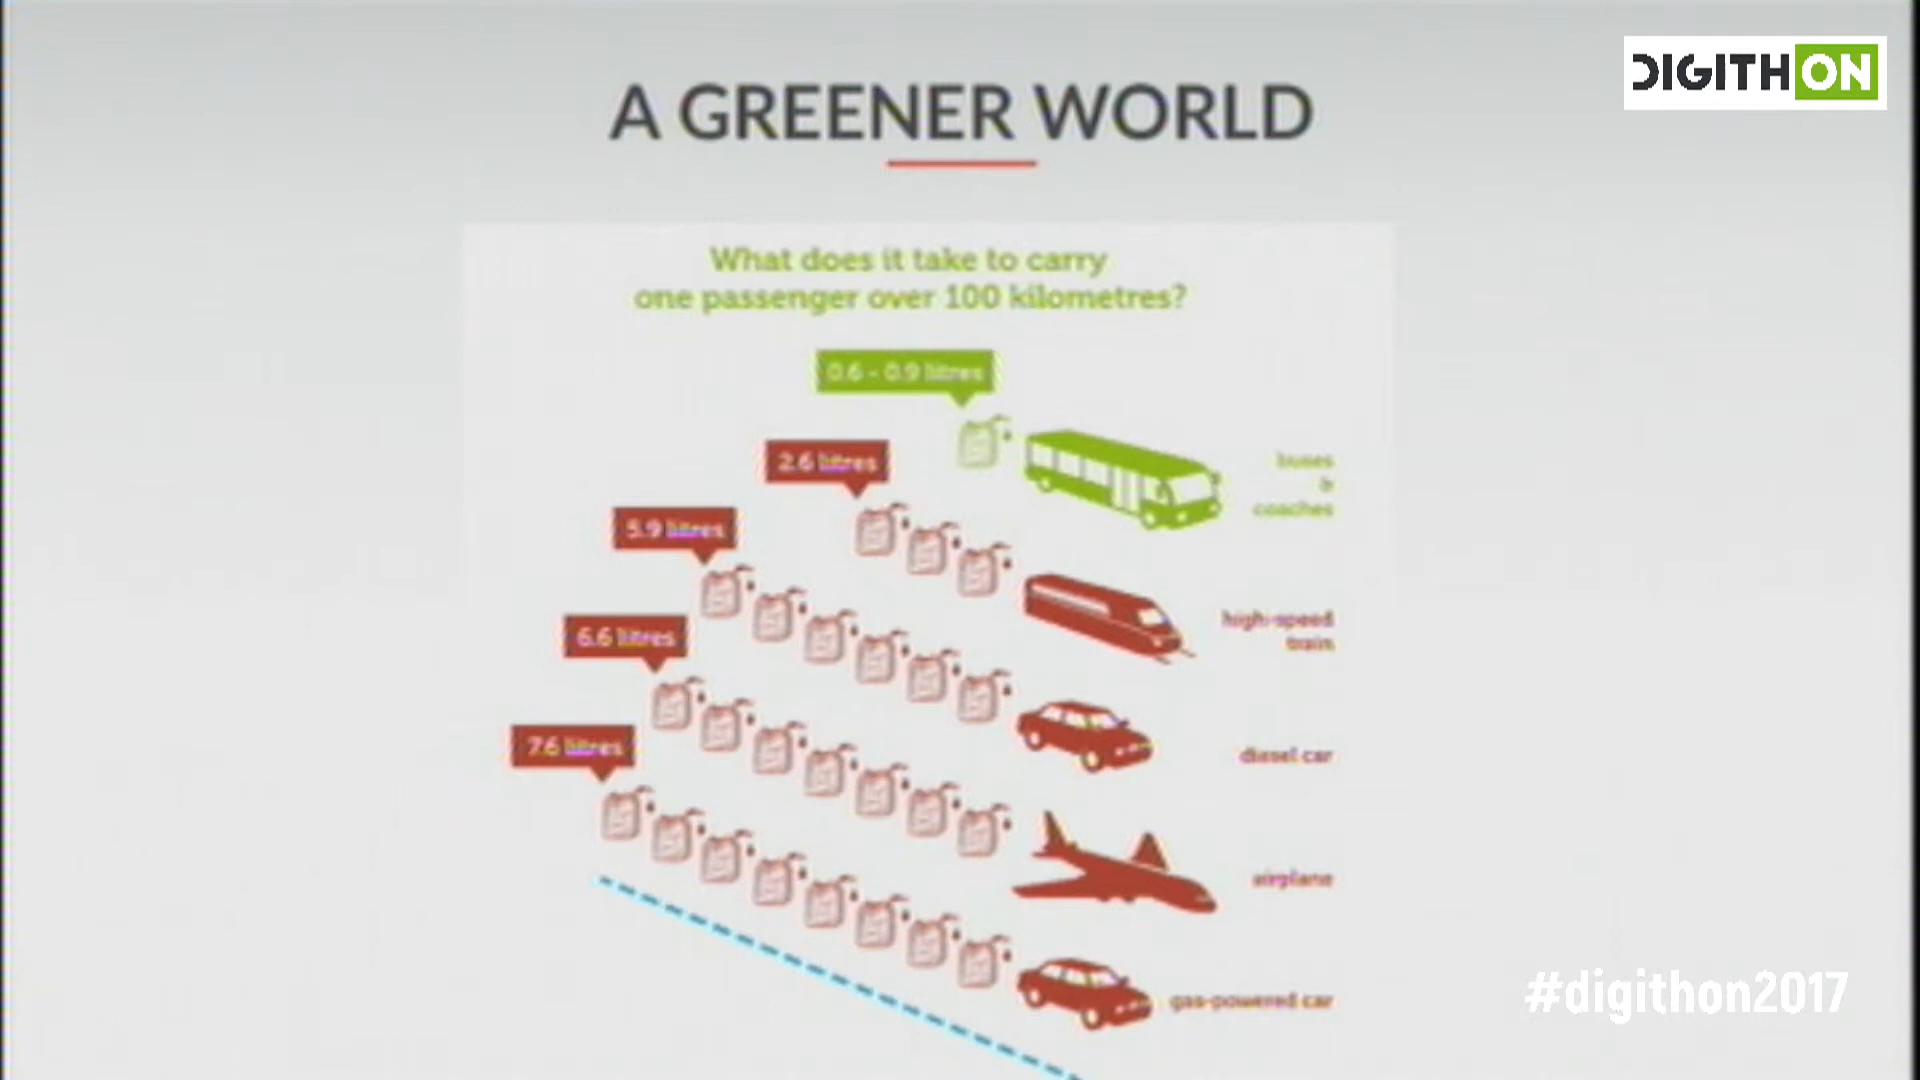 DIGITHON
A GREENER WORLD
What does it take to carry
one passenger over 100 kilometres?
0.6 - 0.9 litres
buses
&
coaches
2.6 litres
high-speed
train
5.9 litres
diesel car
6.6 litres
airplane
7.6 litres
gas-powered car
#digithon2017